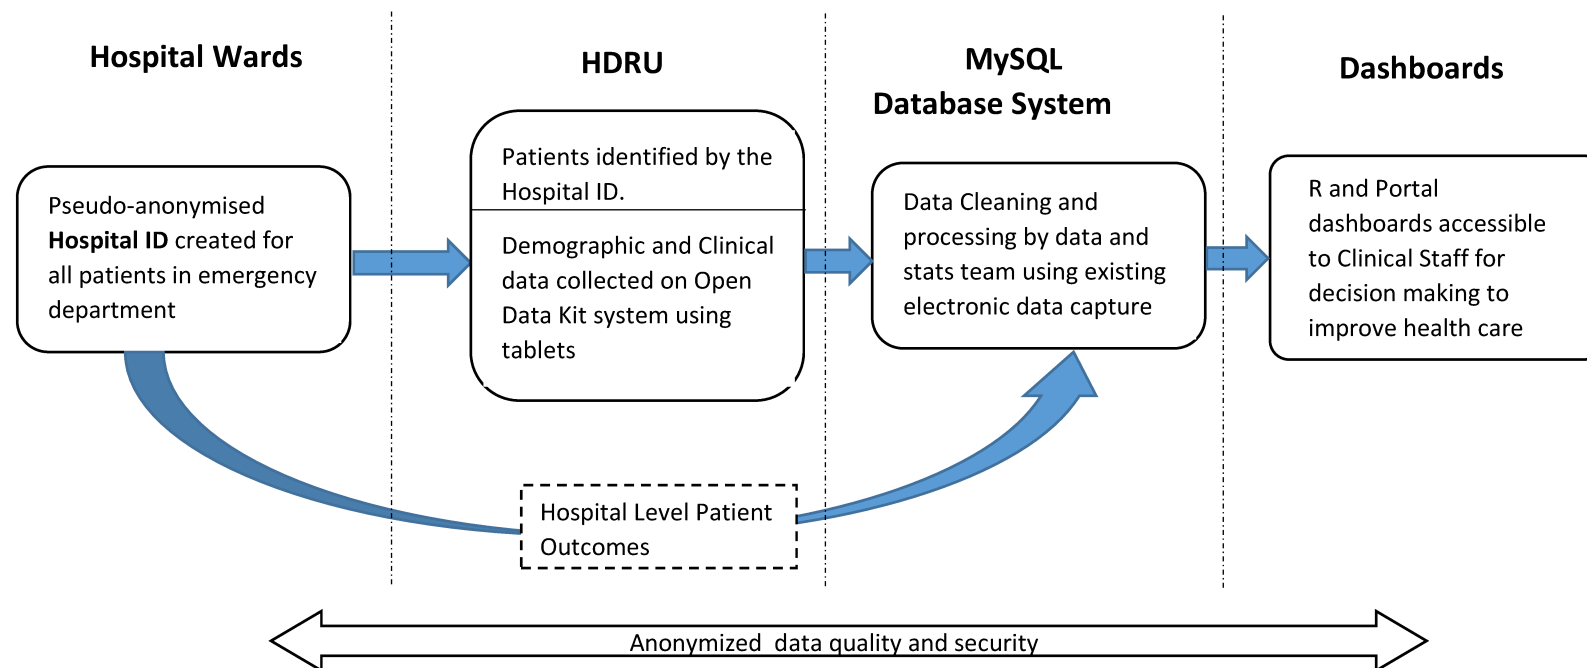 Hospital Wards
HDRU
MySQL
Database System
Dashboards
Pseudo-anonymised
Hospital ID created for
all patients in emergency
department
Patients identified by the
Hospital ID.
Demographic and Clinical
data collected on Open
Data Kit system using
tablets
Data Cleaning and
processing by data and
stats team using existing
electronic data capture
R and Portal
dashboards accessible
to Clinical Staff for
decision making to
improve health care
Hospital Level Patient
Outcomes
Anonymized  data quality and security